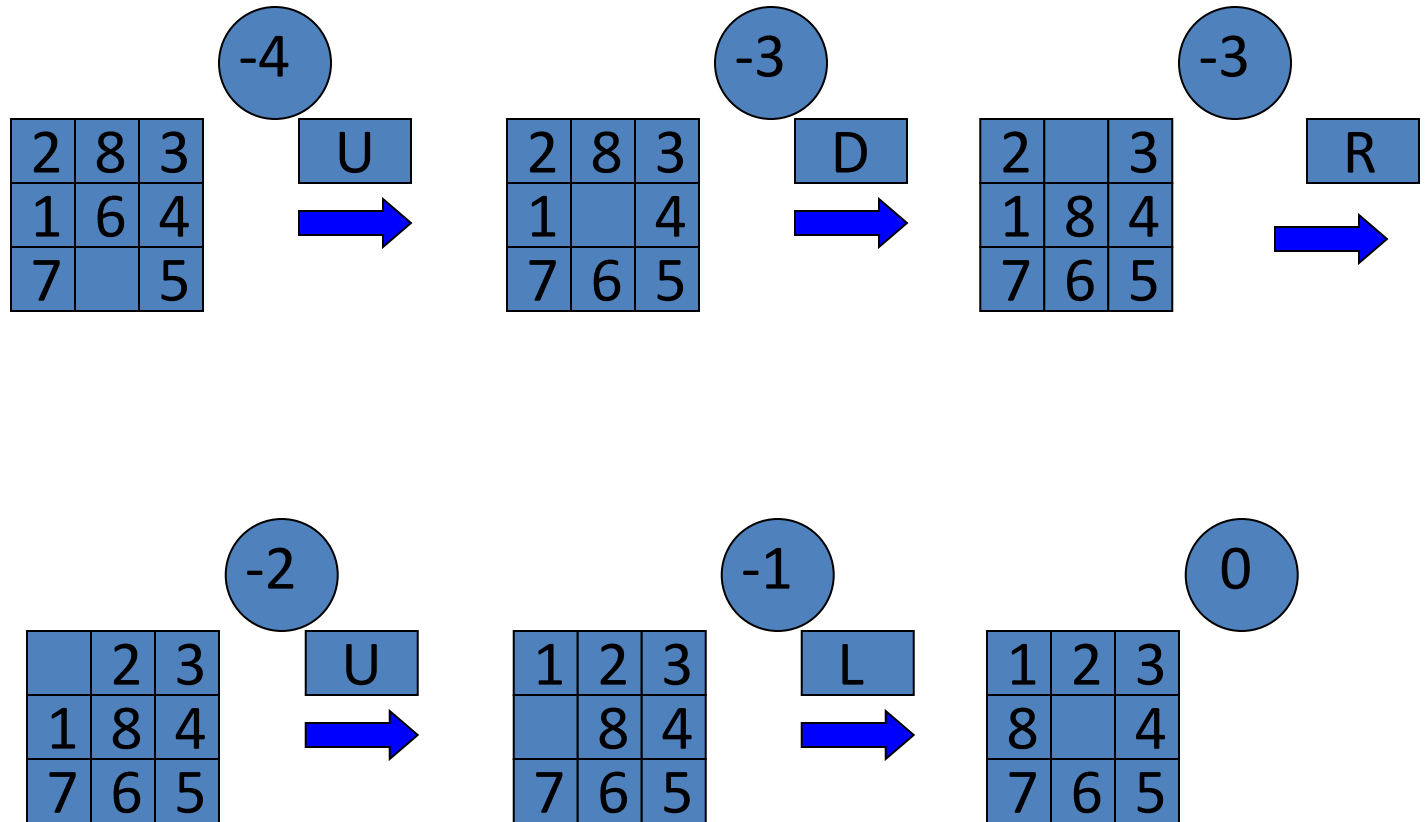 -4 -3 -3
2 8 3 U 2 8 3 D 2 3 R
1 6 4 1 4 1 8 4
7 5 7 6 5 7 6 5
-2 -1 0
2 3 U 1 2 3 L 1 2 3
1 8 4 8 4 8 4
7 6 5 7 6 5 7 6 5